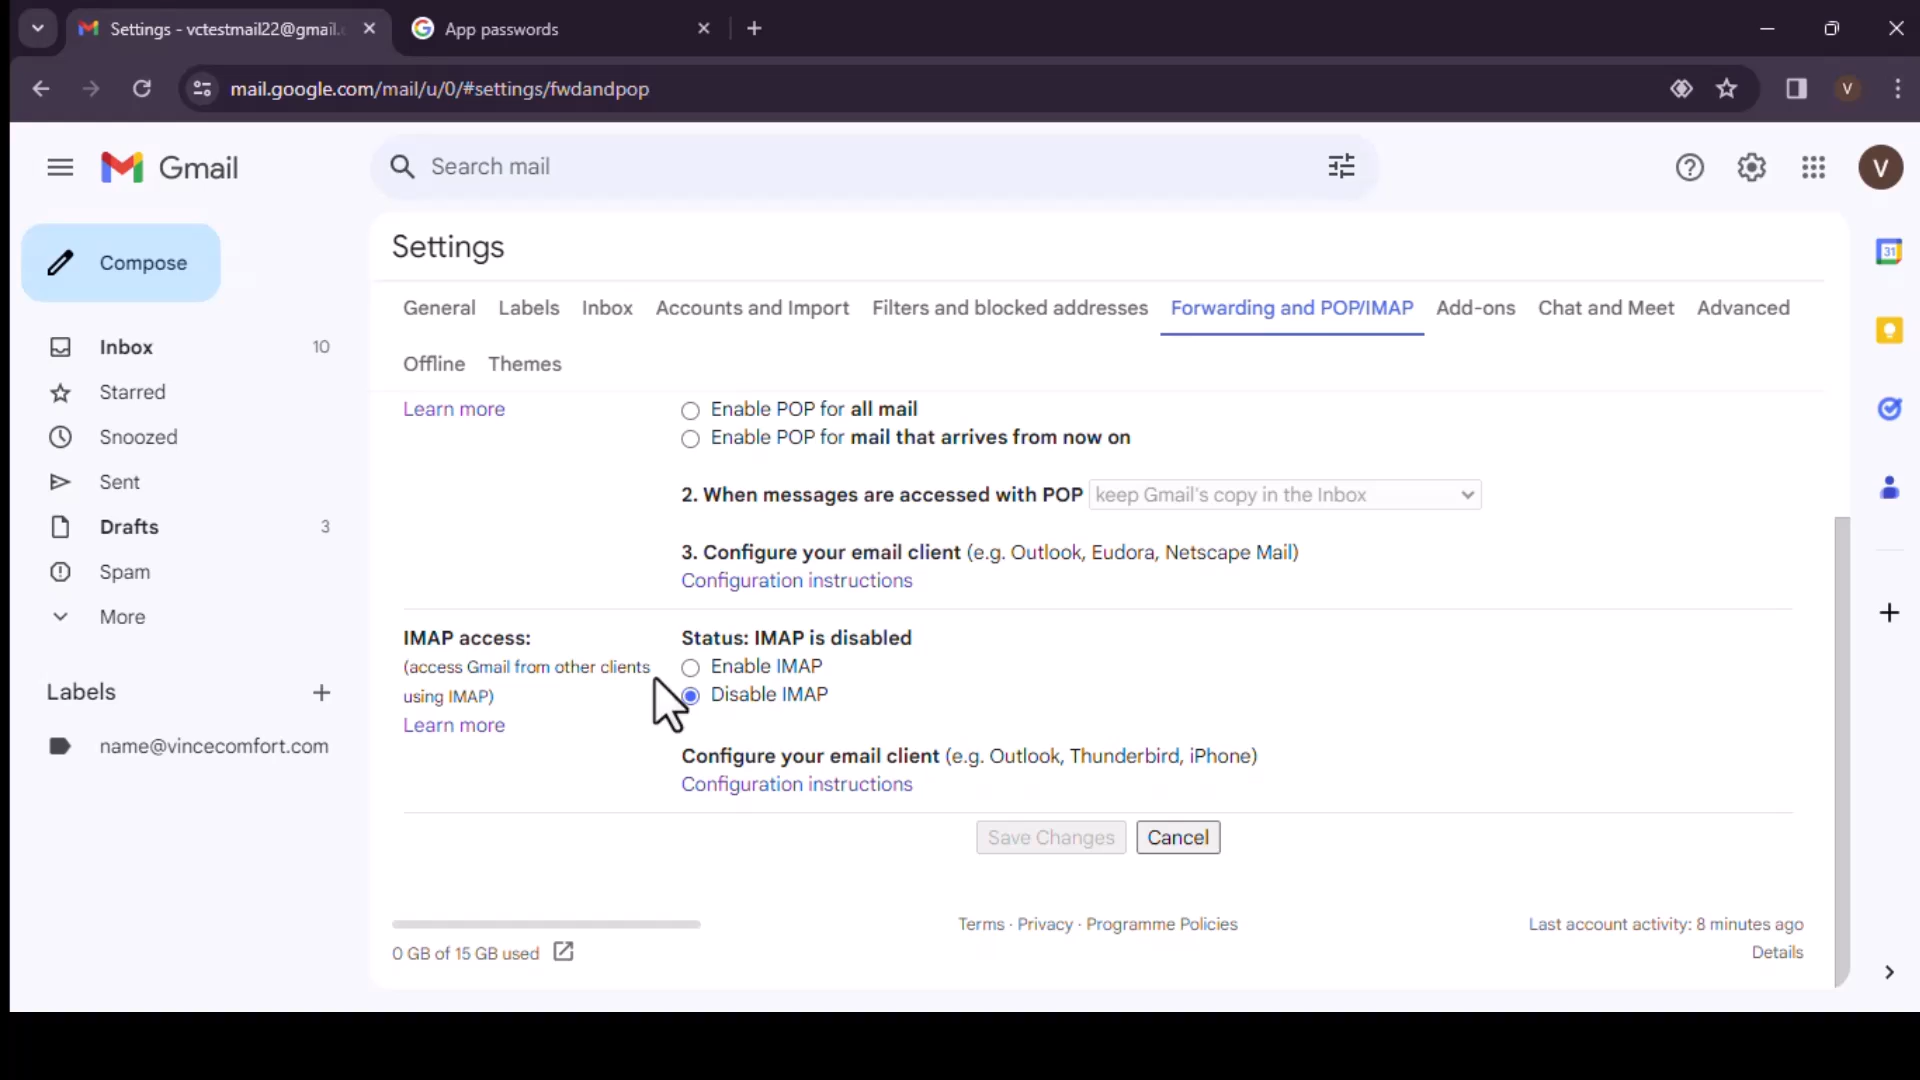 Settings - vctestmail22@gmail.
App passwords
mail.google.com/mail/u/0/#settings/fwdandpop
V
Gmail
Search mail
V
Compose
Settings
General Labels Inbox Accounts and Import Filters and blocked addresses Forwarding and POP/IMAP Add-ons Chat and Meet Advanced
Offline Themes
31
Inbox 10
Starred
Snoozed
Sent
Drafts 3
Spam
More
Labels
name@vincecomfort.com
Learn more
Enable POP for all mail
Enable POP for mail that arrives from now on
2. When messages are accessed with POP keep Gmail's copy in the Inbox
3. Configure your email client (e.g. Outlook, Eudora, Netscape Mail)
Configuration instructions
IMAP access:
(access Gmail from other clients
using IMAP)
Learn more
Status: IMAP is disabled
Enable IMAP
Disable IMAP
Configure your email client (e.g. Outlook, Thunderbird, iPhone)
Configuration instructions
Save Changes Cancel
0 GB of 15 GB used
Terms · Privacy · Programme Policies
Last account activity: 8 minutes ago
Details